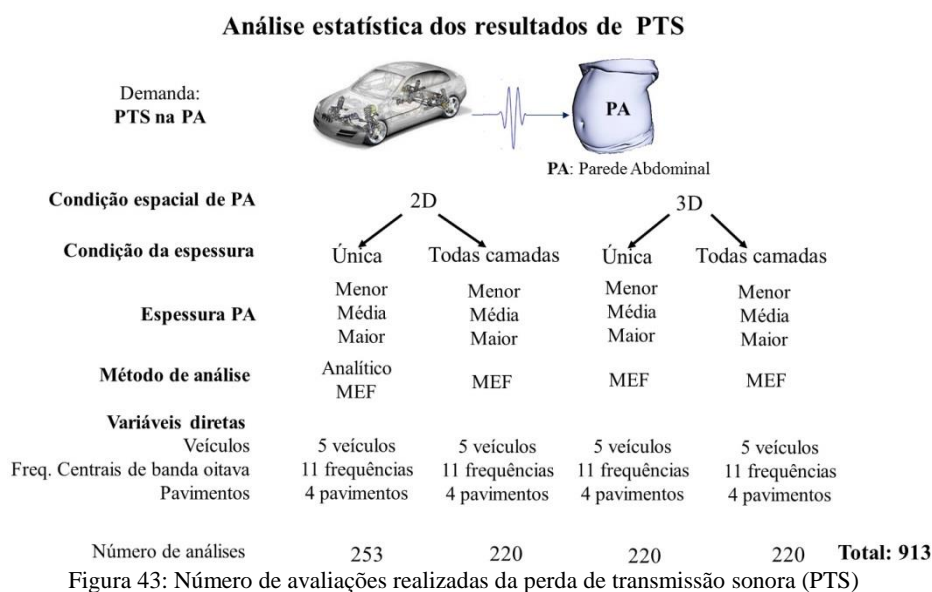 Análise estatística dos resultados de PTS
Demanda:
PTS na PA
PA
PA: Parede Abdominal
Condição espacial de PA 2D 3D
Condição da espessura Única Todas camadas Única Todas camadas
Menor Menor Menor Menor
Espessura PA Média Média Média Média
Maior Maior Maior Maior
Método de análise Analítico MEF MEF MEF
MEF
Variáveis diretas
Veículos 5 veículos 5 veículos 5 veículos 5 veículos
Freq. Centrais de banda oitava 11 frequências 11 frequências 11 frequências 11 frequências
Pavimentos 4 pavimentos 4 pavimentos 4 pavimentos 4 pavimentos
Número de análises 253 220 220 220 Total: 913
Figura 43: Número de avaliações realizadas da perda de transmissão sonora (PTS)